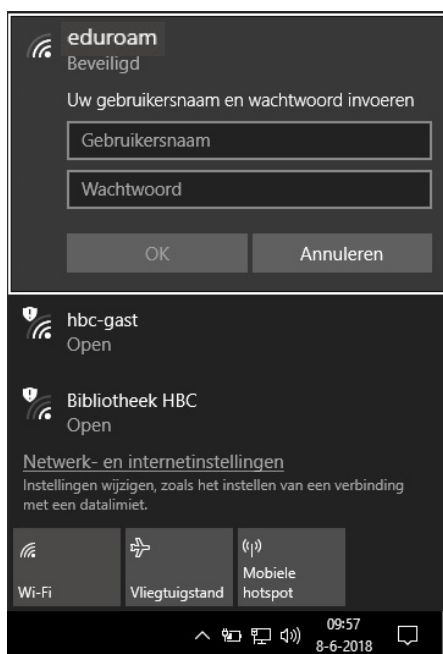 eduroam
Beveiligd
Uw gebruikersnaam en wachtwoord invoeren
Gebruikersnaam
Wachtwoord
OK
Annuleren
hbc-gast
Open
Bibliotheek HBC
Open
Netwerk- en internetinstellingen
Instellingen wijzigen, zoals het instellen van een verbinding
met een datalimiet.
Wi-Fi
Vliegtuigstand
Mobiele
hotspot
09:57
8-6-2018